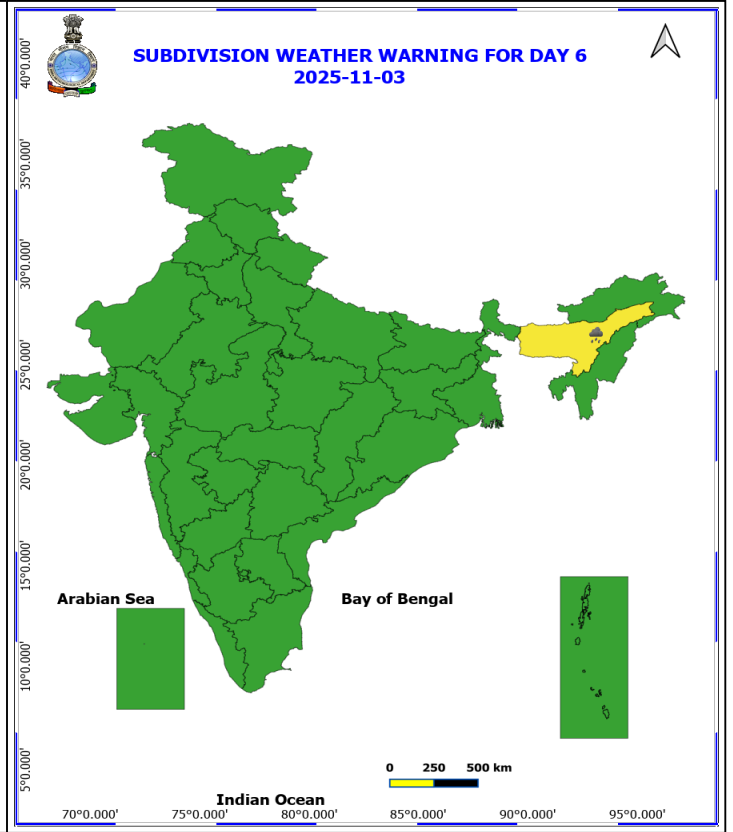 SUBDIVISION WEATHER WARNING FOR DAY 6
2025-11-03
40°0.000'
35°0.000'
30°0.000'
25°0.000'
20°0.000'
15°0.000'
10°0.000'
5°0.000'
Arabian Sea
Bay of Bengal
0 250 500 km
Indian Ocean
70°0.000' 75°0.000' 80°0.000' 85°0.000' 90°0.000' 95°0.000'